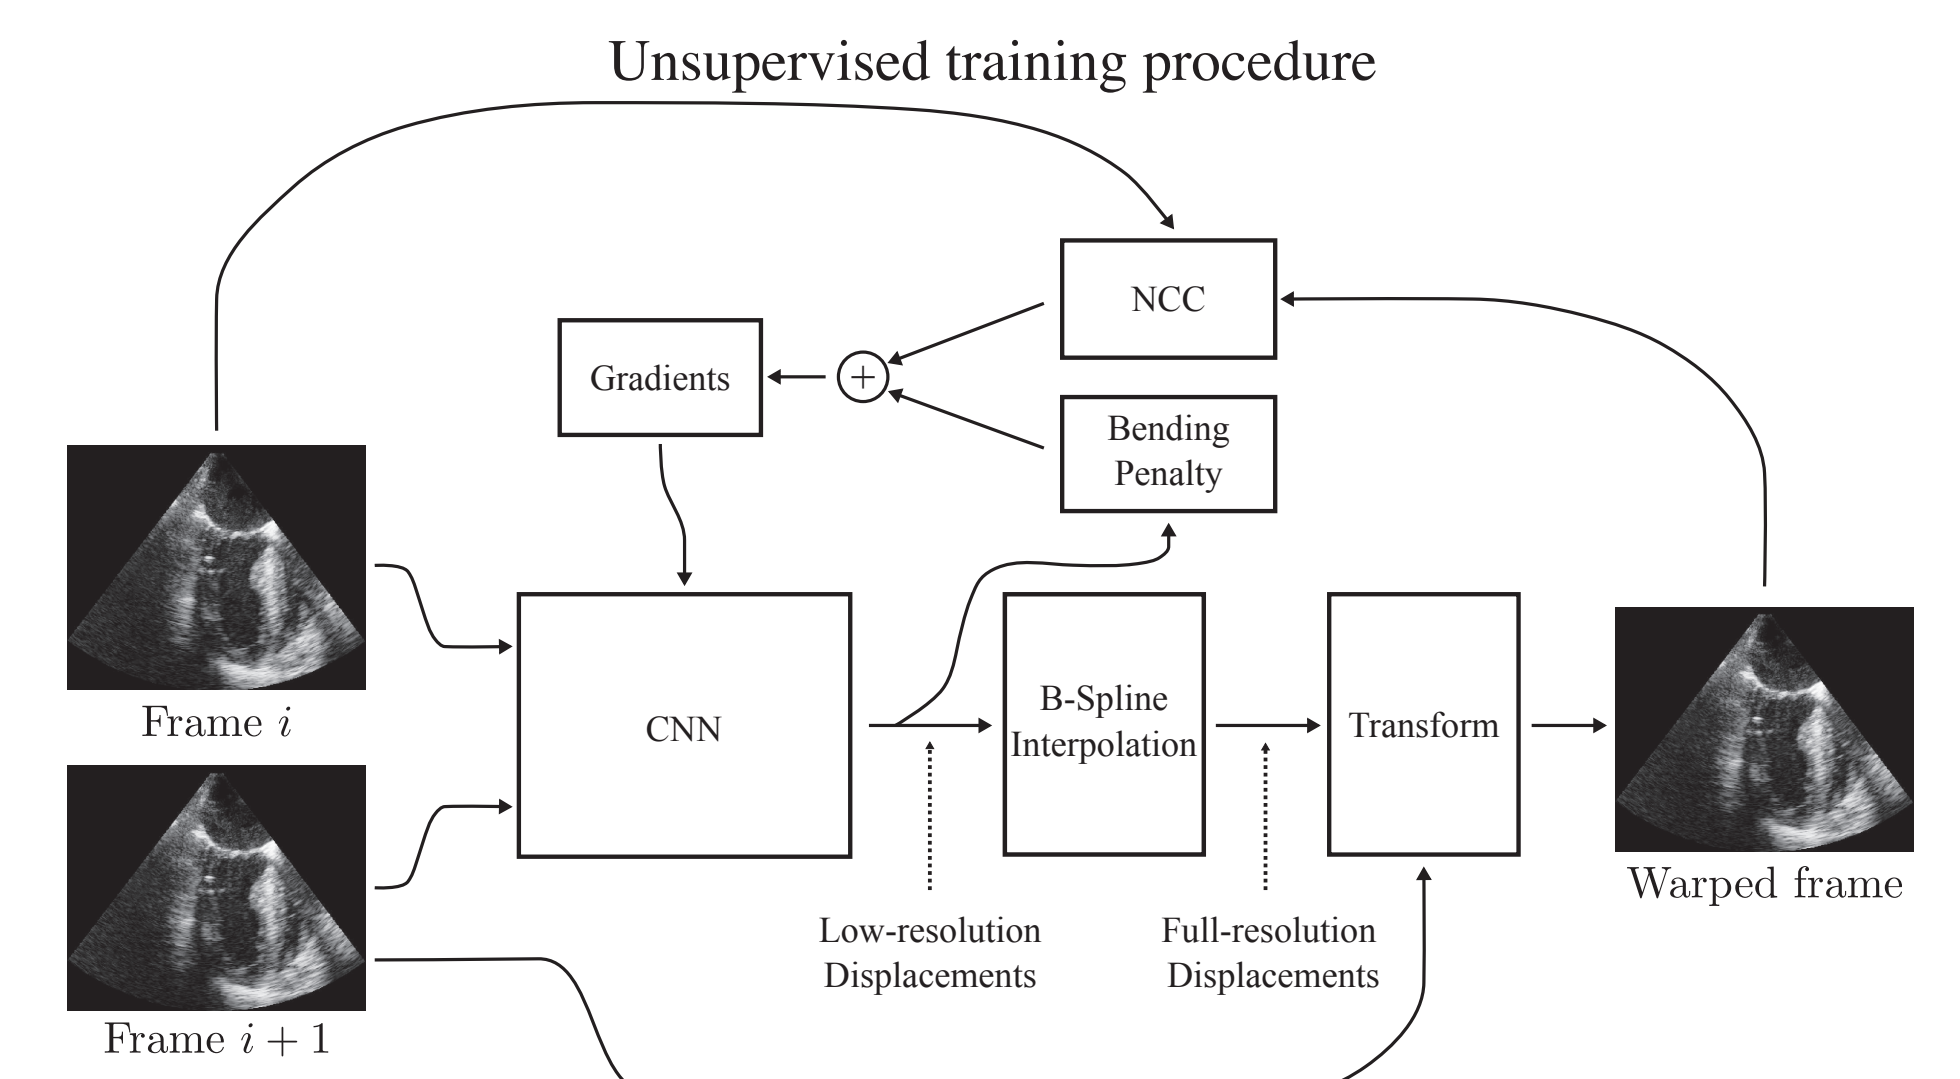 Unsupervised training procedure
NCC
Gradients
+
Bending
Penalty
Frame i
CNN
B-Spline
Interpolation
Transform
Warped frame
Low-resolution
Displacements
Full-resolution
Displacements
Frame i + 1